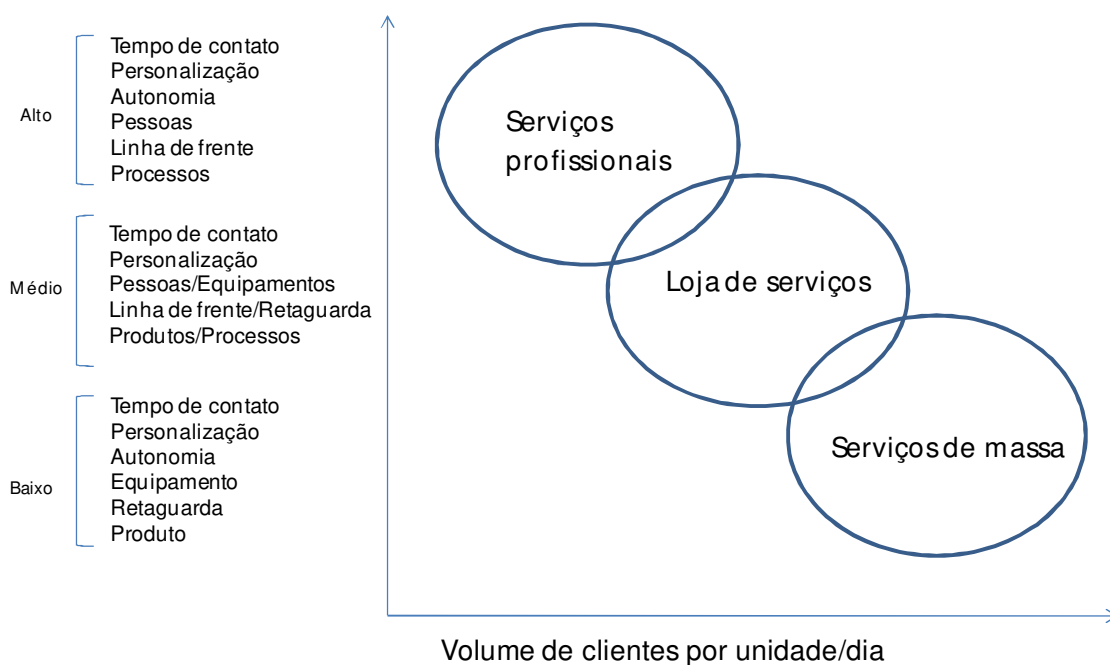 Alto
Tempo de contato
Personalização
Autonomia
Pessoas
Linha de frente
Processos
Médio
Tempo de contato
Personalização
Pessoas/Equipamentos
Linha de frente/Retaguarda
Produtos/Processos
Baixo
Tempo de contato
Personalização
Autonomia
Equipamento
Retaguarda
Produto
Serviços
profissionais
Loja de serviços
Serviços de massa
Volume de clientes por unidade/dia